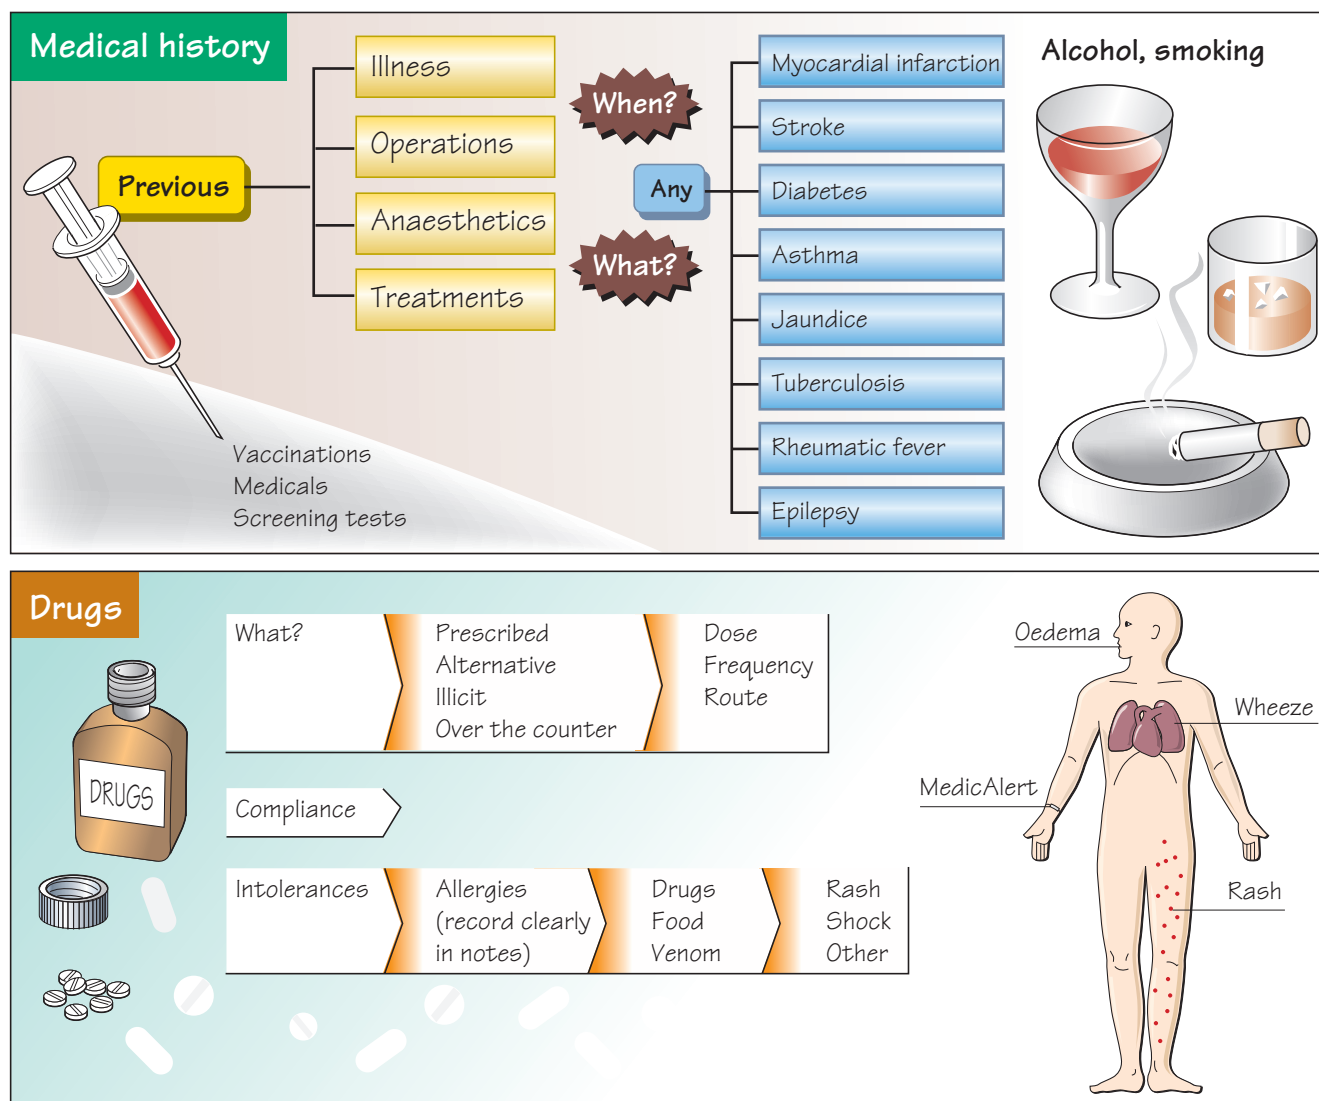 Medical history
Previous
Illness
Operations
Anaesthetics
Treatments
Vaccinations
Medicals
Screening tests
When?
What?
Any
Myocardial infarction
Stroke
Diabetes
Asthma
Jaundice
Tuberculosis
Rheumatic fever
Epilepsy
Alcohol, smoking
Drugs
DRUGS
What?
Prescribed
Alternative
Illicit
Over the counter
Dose
Frequency
Route
Compliance
Intolerances
Allergies
(record clearly
in notes)
Drugs
Food
Venom
Rash
Shock
Other
Oedema
Wheeze
MedicAlert
Rash